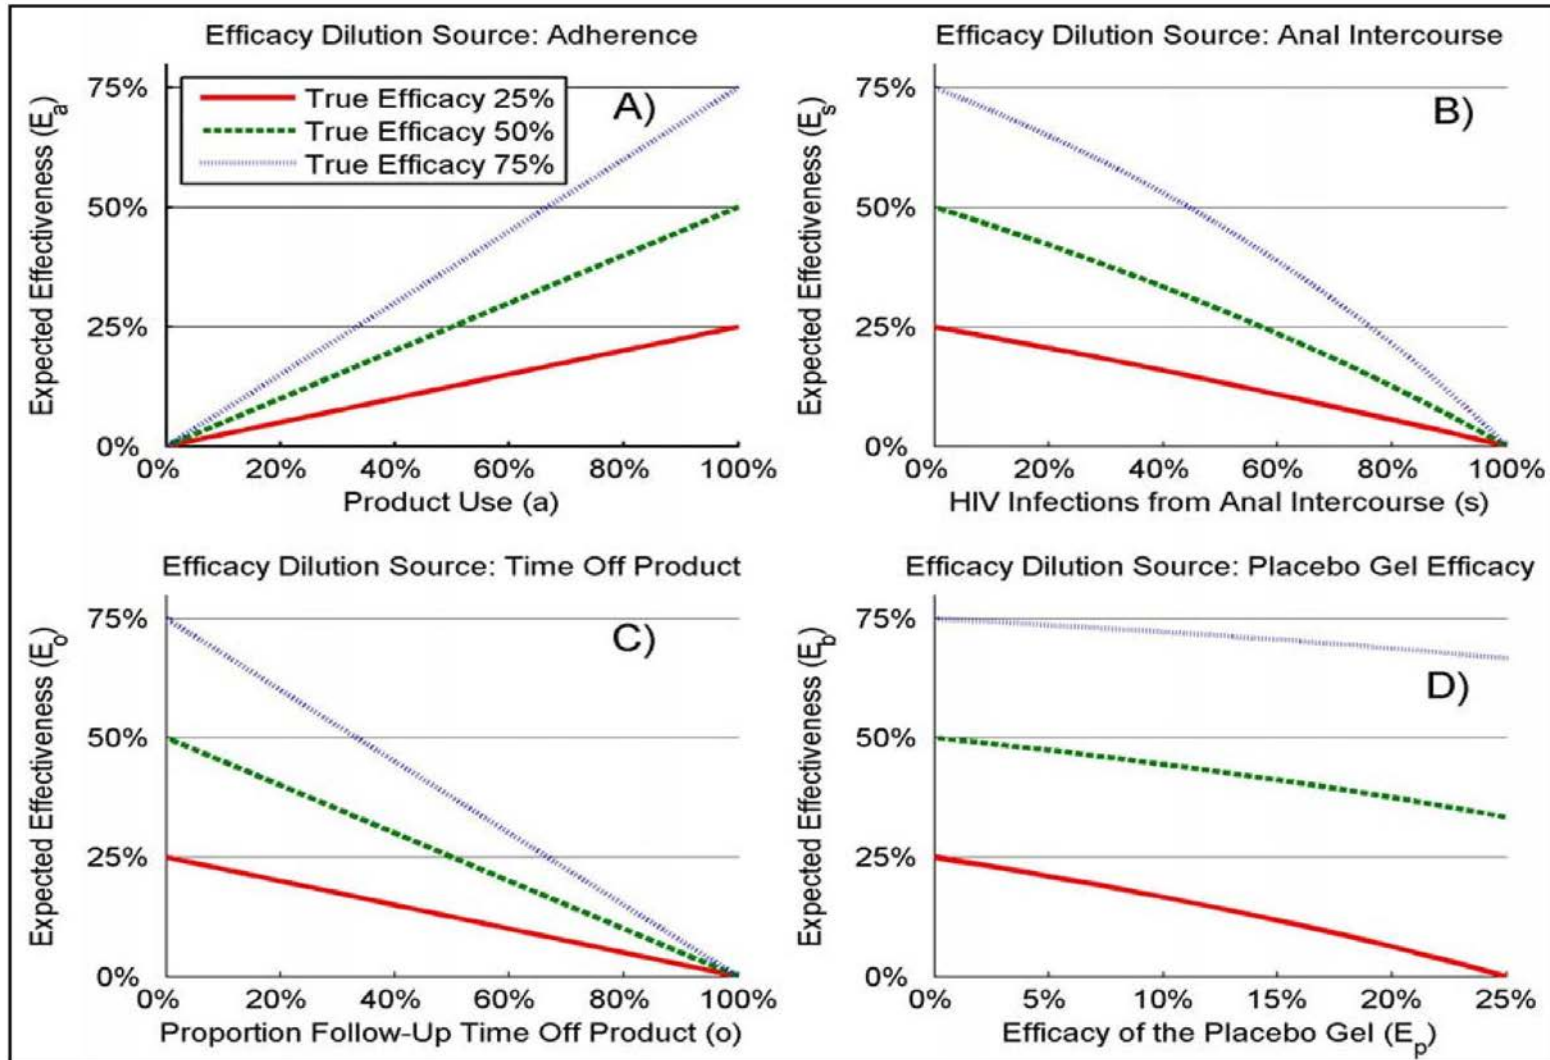 Efficacy Dilution Source: Adherence
75%
50%
25%
0%
Expected Effectiveness (E_a)
True Efficacy 25%
True Efficacy 50%
True Efficacy 75%
A)
0% 20% 40% 60% 80% 100%
Product Use (a)
Efficacy Dilution Source: Anal Intercourse
75%
50%
25%
0%
Expected Effectiveness (E_s)
B)
0% 20% 40% 60% 80% 100%
HIV Infections from Anal Intercourse (s)
Efficacy Dilution Source: Time Off Product
75%
50%
25%
0%
Expected Effectiveness (E_o)
C)
0% 20% 40% 60% 80% 100%
Proportion Follow-Up Time Off Product (o)
Efficacy Dilution Source: Placebo Gel Efficacy
75%
50%
25%
0%
Expected Effectiveness (E_b)
D)
0% 5% 10% 15% 20% 25%
Efficacy of the Placebo Gel (E_p)